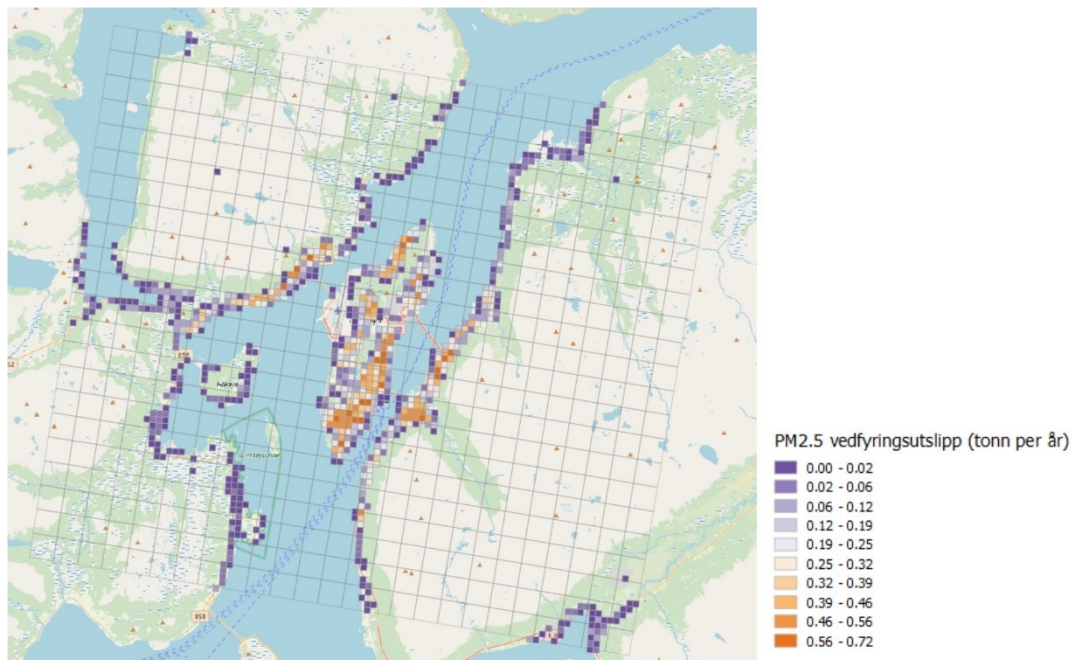 858
Håkøya
858
PM2.5 vedfyringsutslipp (tonn per år)
0.00 - 0.02
0.02 - 0.06
0.06 - 0.12
0.12 - 0.19
0.19 - 0.25
0.25 - 0.32
0.32 - 0.39
0.39 - 0.46
0.46 - 0.56
0.56 - 0.72